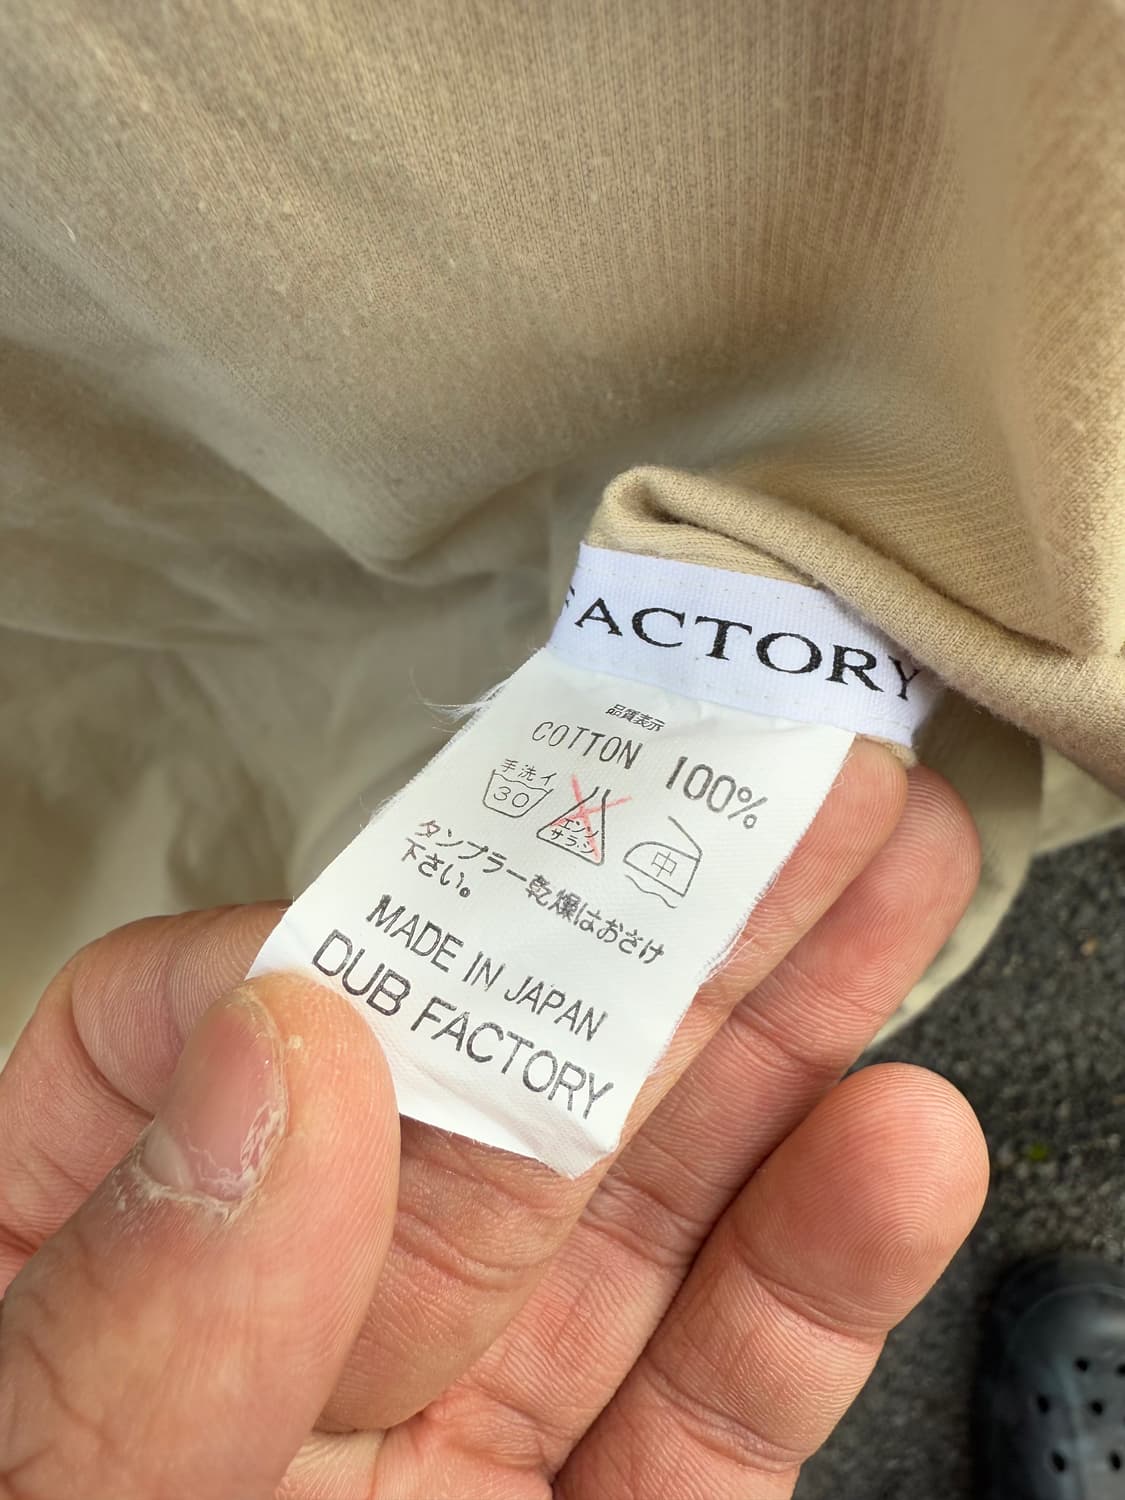 FACTORY
品質表示
COTTON 100%
手洗イ
30
エンソ
サラシ
中
タンブラー乾燥はおさけ
下さい。
MADE IN JAPAN
DUB FACTORY